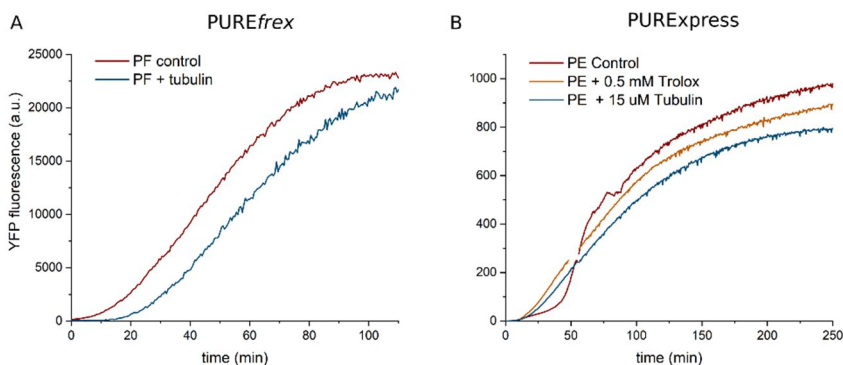 A
PUREfrex
PF control
PF + tubulin
YFP fluorescence (a.u.)
25000
20000
15000
10000
5000
0
0 20 40 60 80 100
time (min)
B
PURExpress
PE Control
PE + 0.5 mM Trolox
PE + 15 uM Tubulin
1000
800
600
400
200
0
0 50 100 150 200 250
time (min)